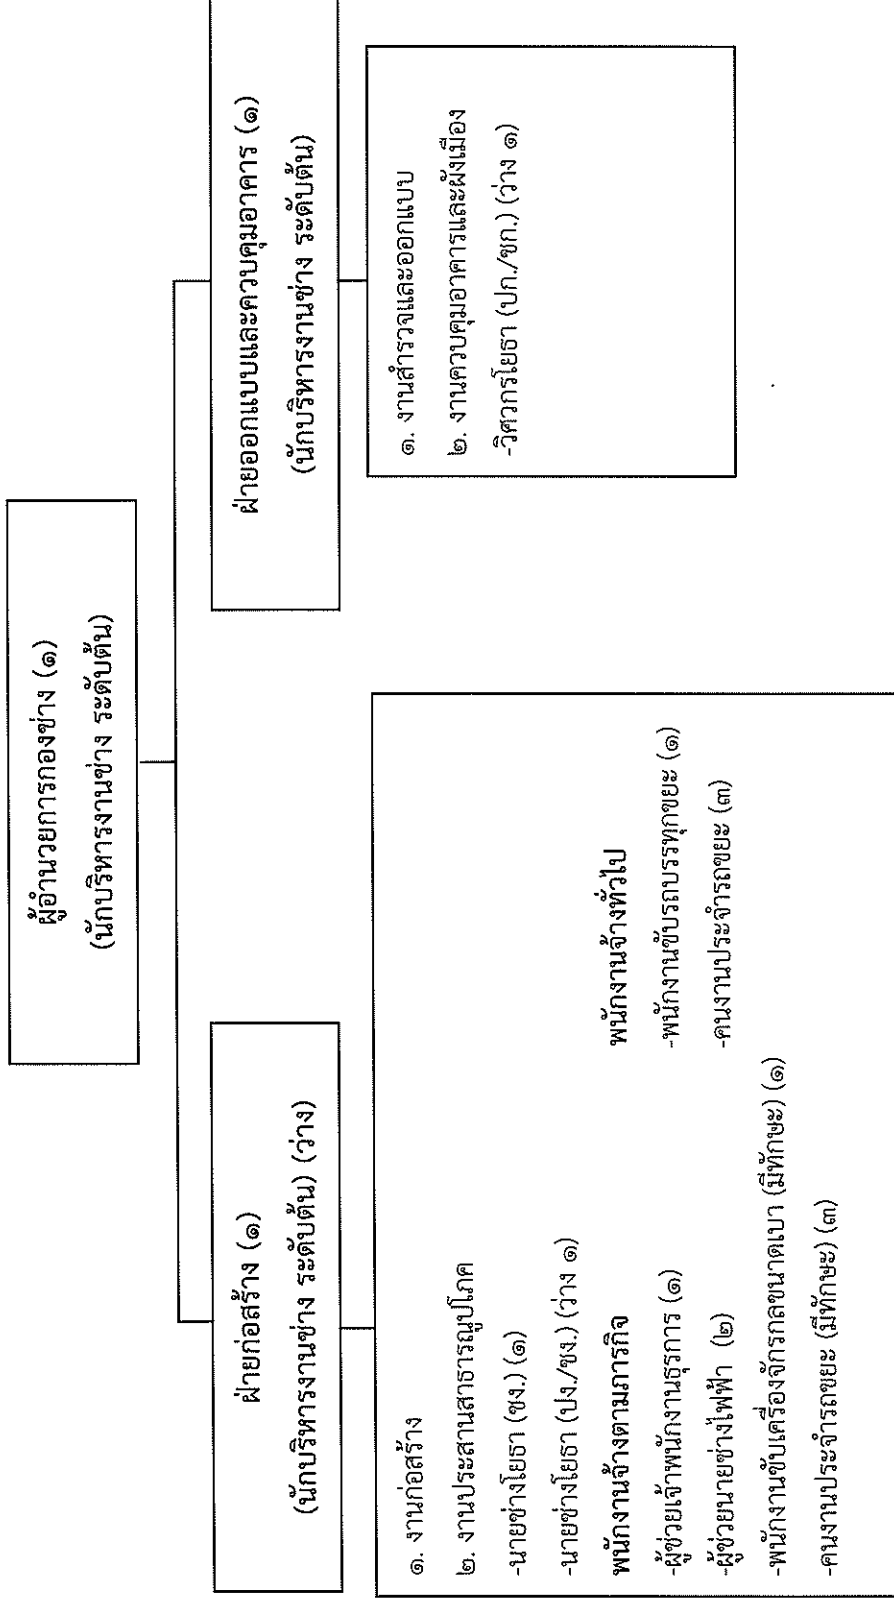 ผู้อำนวยการกองช่าง (๑)
(นักบริหารงานช่าง ระดับต้น)
ฝ่ายก่อสร้าง (๑)
(นักบริหารงานช่าง ระดับต้น) (ว่าง)
๑. งานก่อสร้าง
๒. งานประสานสาธารณูปโภค
-นายช่างโยธา (ชง.) (๑)
-นายช่างโยธา (ปง./ชง.) (ว่าง ๑)
พนักงานจ้างตามภารกิจ
-ผู้ช่วยเจ้าพนักงานธุรการ (๑)
-ผู้ช่วยนายช่างไฟฟ้า (๒)
-พนักงานขับเครื่องจักรกลขนาดเบา (มีทักษะ) (๑)
-คนงานประจำรถขยะ (มีทักษะ) (๓)
พนักงานจ้างทั่วไป
-พนักงานขับรถบรรทุกขยะ (๑)
-คนงานประจำรถขยะ (๓)
ฝ่ายออกแบบและควบคุมอาคาร (๑)
(นักบริหารงานช่าง ระดับต้น)
๑. งานสำรวจและออกแบบ
๒. งานควบคุมอาคารและผังเมือง
-วิศวกรโยธา (ปก./ชก.) (ว่าง ๑)